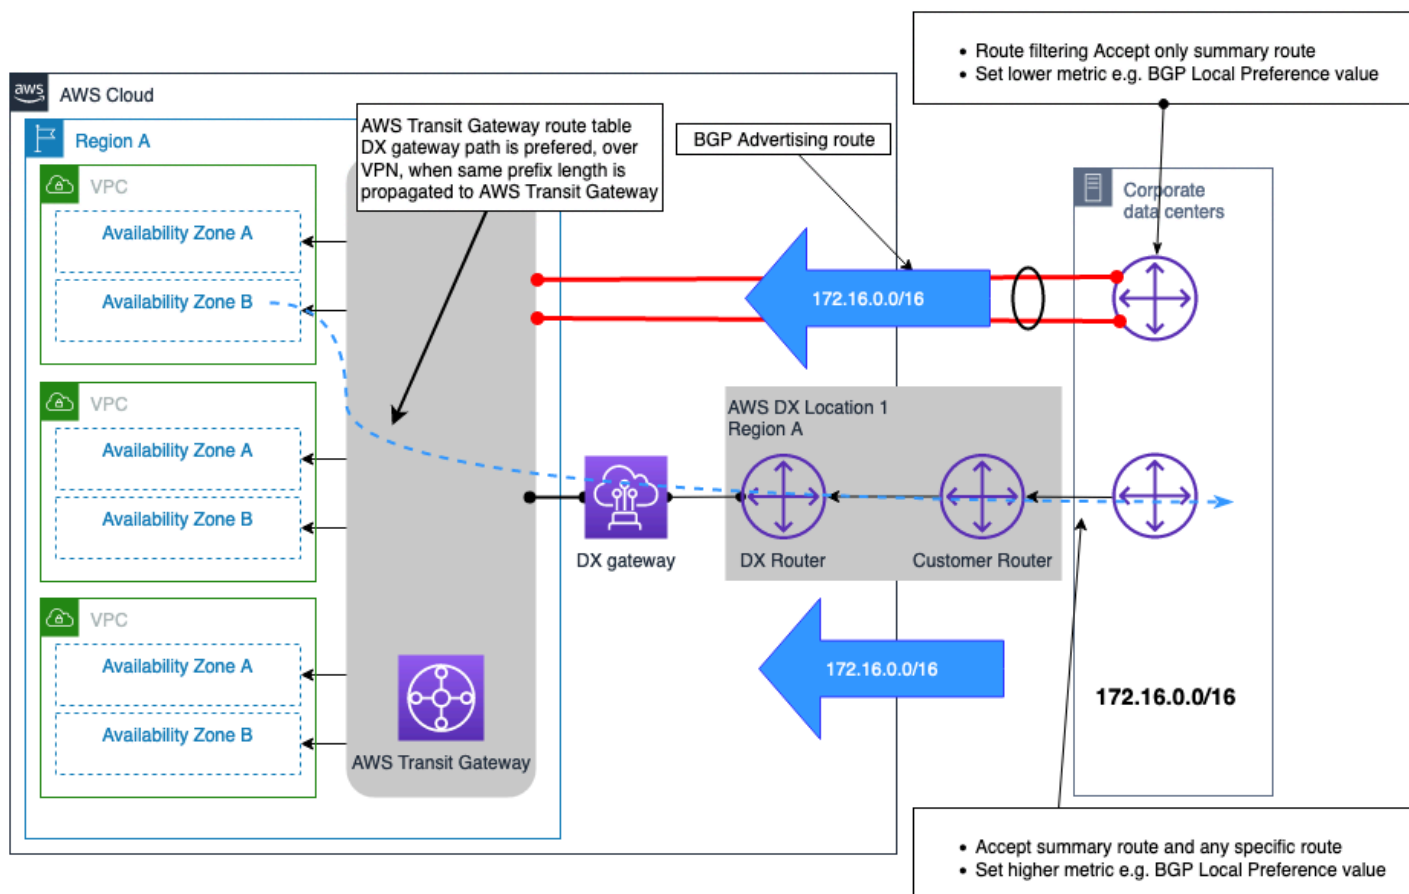 Route filtering Accept only summary route
Set lower metric e.g. BGP Local Preference value
aws
AWS Cloud
AWS Transit Gateway route table
DX gateway path is prefered, over
VPN, when same prefix length is
propagated to AWS Transit Gateway
BGP Advertising route
Region A
VPC
Availability Zone A
Availability Zone B
Corporate
data centers
172.16.0.0/16
VPC
Availability Zone A
Availability Zone B
AWS DX Location 1
Region A
DX gateway
DX Router
Customer Router
VPC
Availability Zone A
Availability Zone B
AWS Transit Gateway
172.16.0.0/16
172.16.0.0/16
Accept summary route and any specific route
Set higher metric e.g. BGP Local Preference value